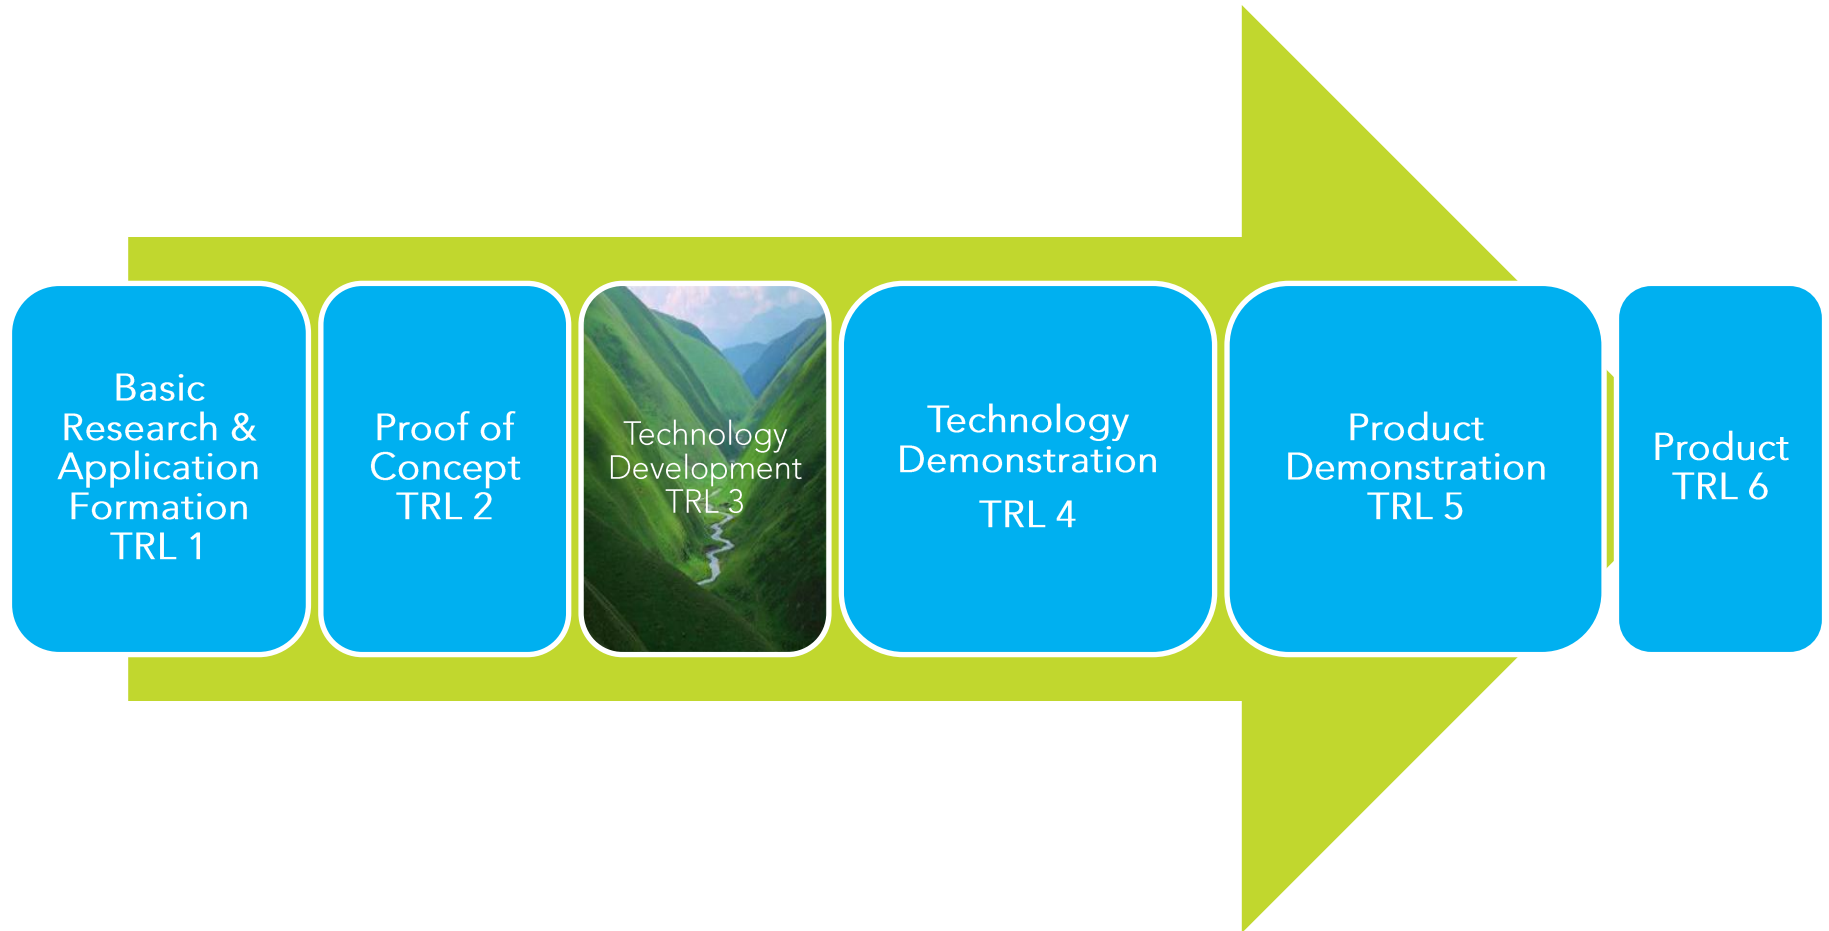 Basic
Research &
Application
Formation
TRL 1
Proof of
Concept
TRL 2
Technology
Development
TRL 3
Technology
Demonstration
TRL 4
Product
Demonstration
TRL 5
Product
TRL 6